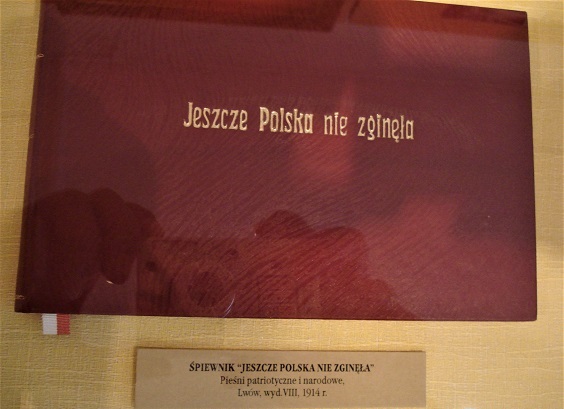 Jeszcze Polska nie zginęła
ŚPIEWNIK "JESZCZE POLSKA NIE ZGINĘŁA"
Pieśni patriotyczne i narodowe,
Lwów, wyd.VIII, 1914 r.